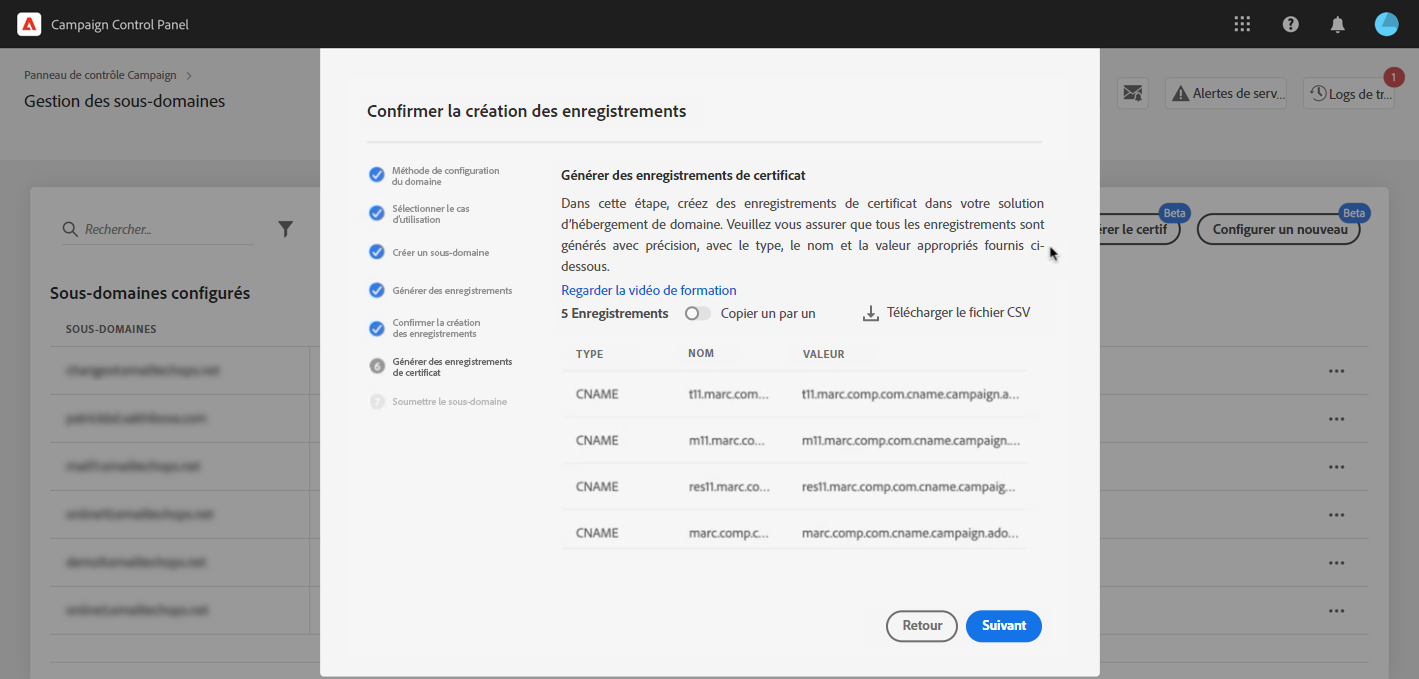 Campaign Control Panel
Panneau de contrôle Campaign
Gestion des sous-domaines
Alertes de serv...
Logs de tr...
1
Rechercher...
Beta
rer le certif
Beta
Configurer un nouveau
Sous-domaines configurés
SOUS-DOMAINES
Confirmer la création des enregistrements
Méthode de configuration
du domaine
Sélectionner le cas
d'utilisation
Créer un sous-domaine
Générer des enregistrements
Confirmer la création
des enregistrements
6
Générer des enregistrements
de certificat
7
Soumettre le sous-domaine
Générer des enregistrements de certificat
Dans cette étape, créez des enregistrements de certificat dans votre solution
d'hébergement de domaine. Veuillez vous assurer que tous les enregistrements sont
générés avec précision, avec le type, le nom et la valeur appropriés fournis ci-
dessous.
Regarder la vidéo de formation
5 Enregistrements
Copier un par un
Télécharger le fichier CSV
TYPE NOM VALEUR
CNAME t11.marc.com... t11.marc.comp.com.cname.campaign.a...
CNAME m11.marc.co... m11.marc.comp.com.cname.campaign....
CNAME res11.marc.co... res11.marc.comp.com.cname.campaig...
CNAME marc.comp.c... marc.comp.com.cname.campaign.ado...
Retour
Suivant